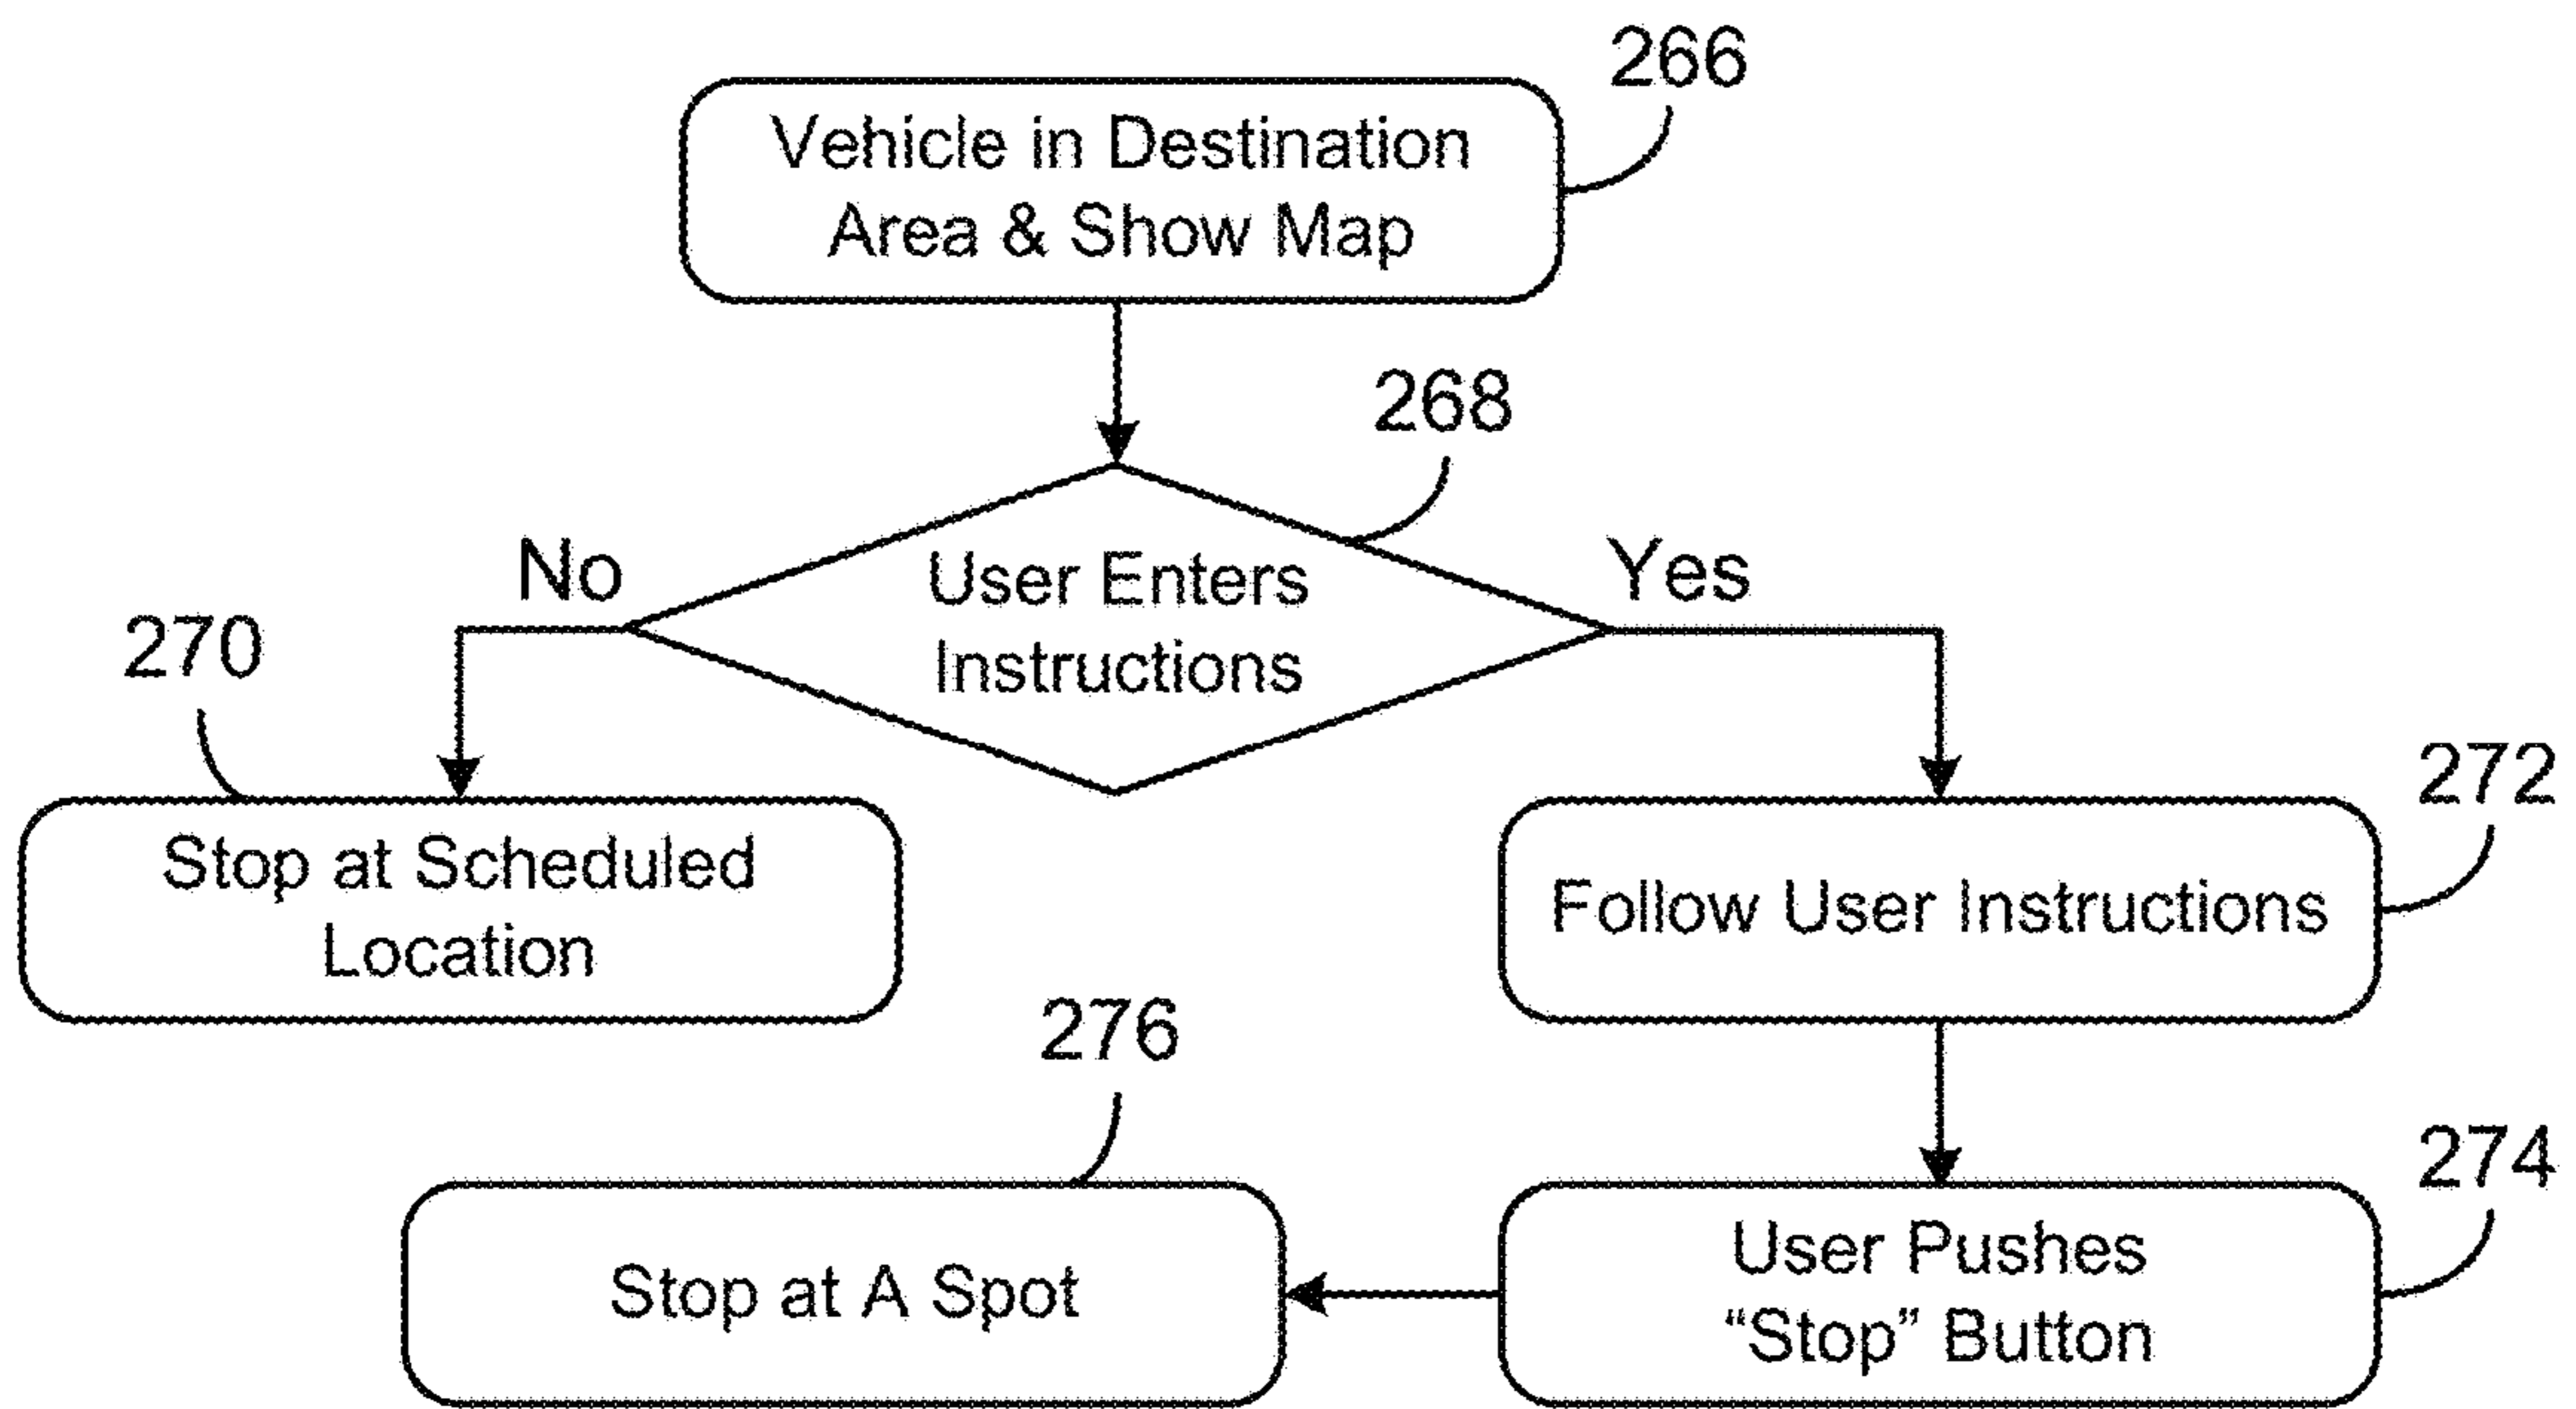 266
Vehicle in Destination
Area & Show Map
268
No
User Enters
Instructions
Yes
270
272
Stop at Scheduled
Location
Follow User Instructions
276
274
Stop at A Spot
User Pushes
“Stop” Button